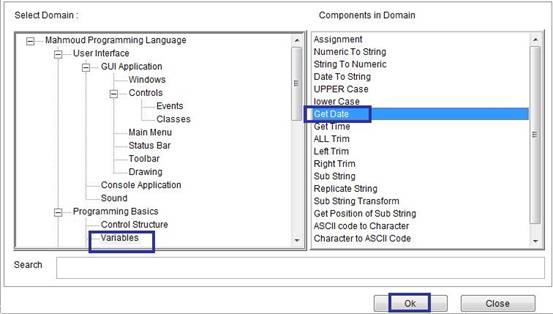 Select Domain :
Mahmoud Programming Language
User Interface
GUI Application
Windows
Controls
Events
Classes
Main Menu
Status Bar
Toolbar
Drawing
Console Application
Sound
Programming Basics
Control Structure
Variables
Components in Domain
Assignment
Numeric To String
String To Numeric
Date To String
UPPER Case
lower Case
Get Date
Get Time
ALL Trim
Left Trim
Right Trim
Sub String
Replicate String
Sub String Transform
Get Position of Sub String
ASCII code to Character
Character to ASCII Code
Search
Ok
Close